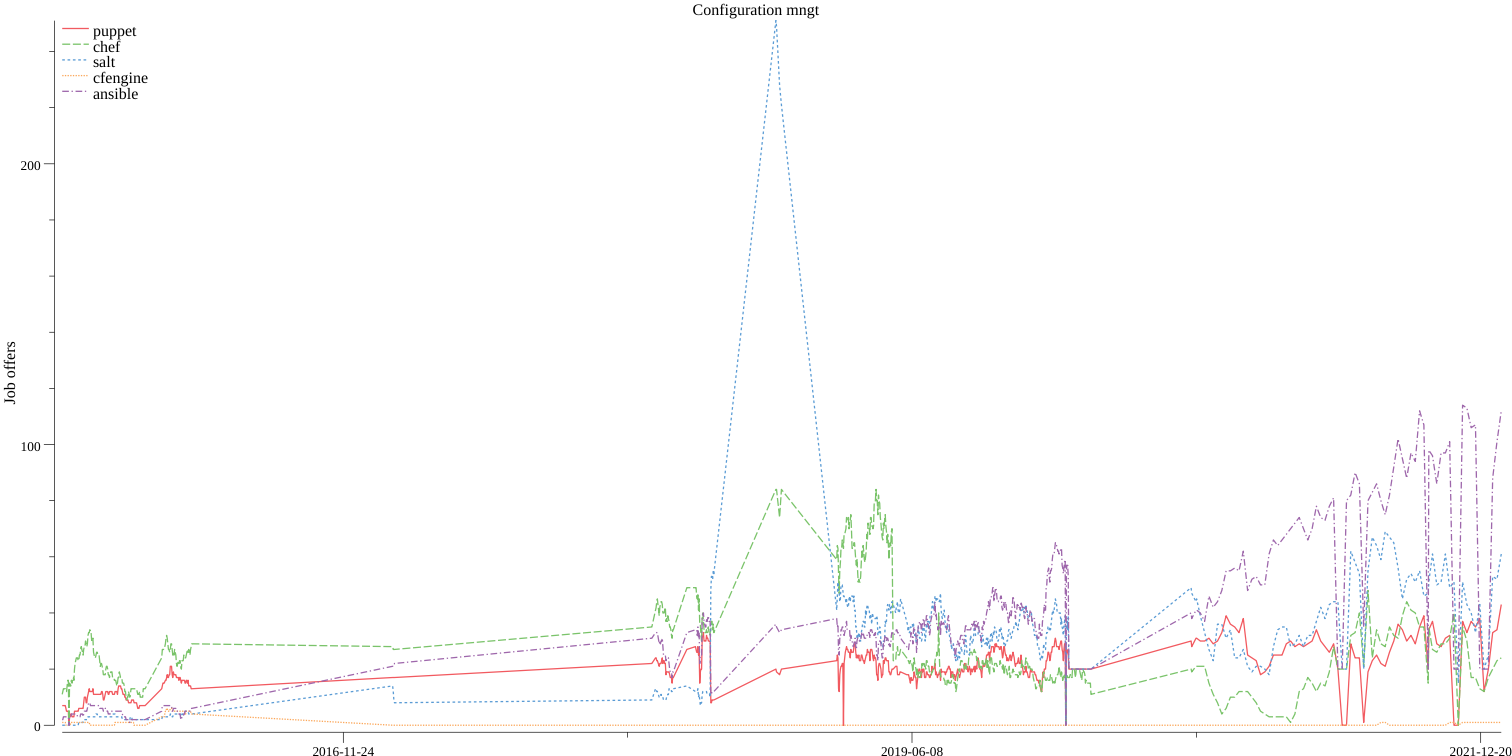 Configuration mngt
puppet
chef
salt
cfengine
ansible
200
100
0
Job offers
2016-11-24
2019-06-08
2021-12-20